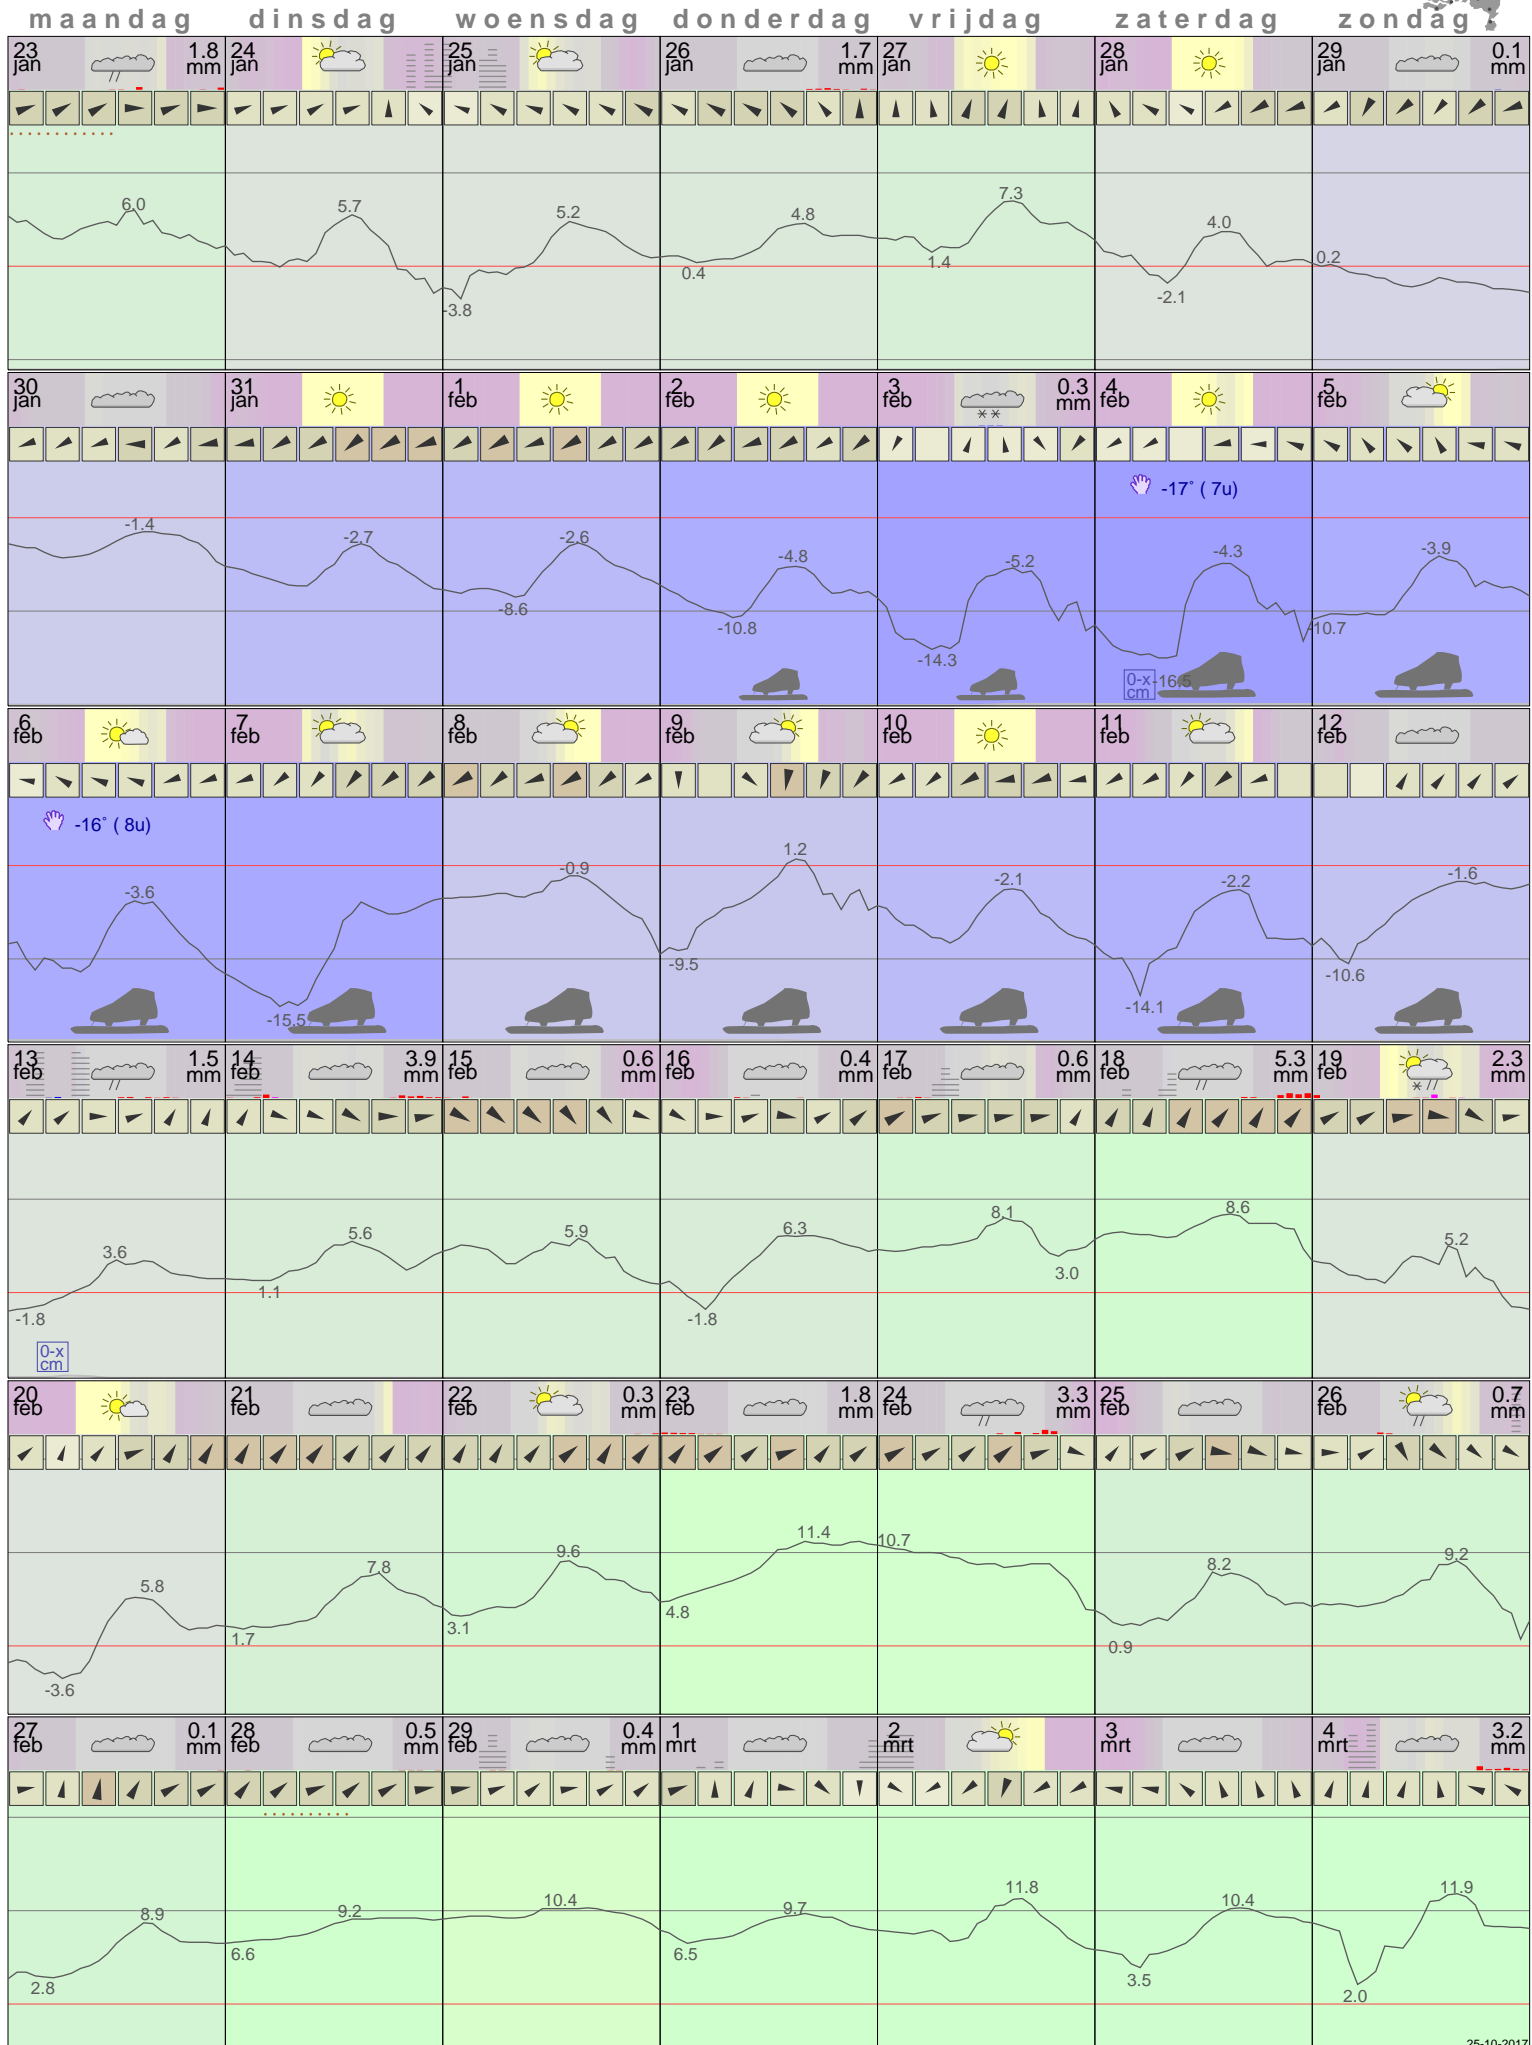 maandag dinsdag woensdag donderdag vrijdag zaterdag zondag
23 1.8 24 25 26 1.7 27 28 29 0.1
jan mm jan jan jan mm jan jan jan mm
6.0 5.7 5.2 4.8 7.3 4.0 0.2
-3.8 0.4 1.4 -2.1
30 31 1 2 3 0.3 4 5
jan jan feb feb feb mm feb feb
-17° ( 7u)
-1.4 -2.7 -2.6 -4.8 -5.2 -4.3 -3.9
-8.6 -10.8 -14.3 -16.5 -10.7
0-x
cm
6 7 8 9 10 11 12
feb feb feb feb feb feb feb
-16° ( 8u)
-3.6 -0.9 1.2 -2.1 -2.2 -1.6
-15.5 -9.5 -14.1 -10.6
13 1.5 14 3.9 15 0.6 16 0.4 17 0.6 18 5.3 19 2.3
feb mm feb mm feb mm feb mm feb mm feb mm feb mm
3.6 5.6 5.9 6.3 8.1 8.6 5.2
-1.8 1.1 -1.8 3.0
0-x
cm
20 21 22 0.3 23 1.8 24 3.3 25 26 0.7
feb feb feb mm feb mm feb mm feb feb mm
5.8 7.8 9.6 11.4 10.7 8.2 9.2
-3.6 1.7 3.1 4.8 0.9
27 0.1 28 0.5 29 0.4 1 2 3 4 3.2
feb mm feb mm feb mm mrt mrt mrt mrt mm
8.9 9.2 10.4 9.7 11.8 10.4 11.9
2.8 6.6 6.5 3.5 2.0
25-10-2017